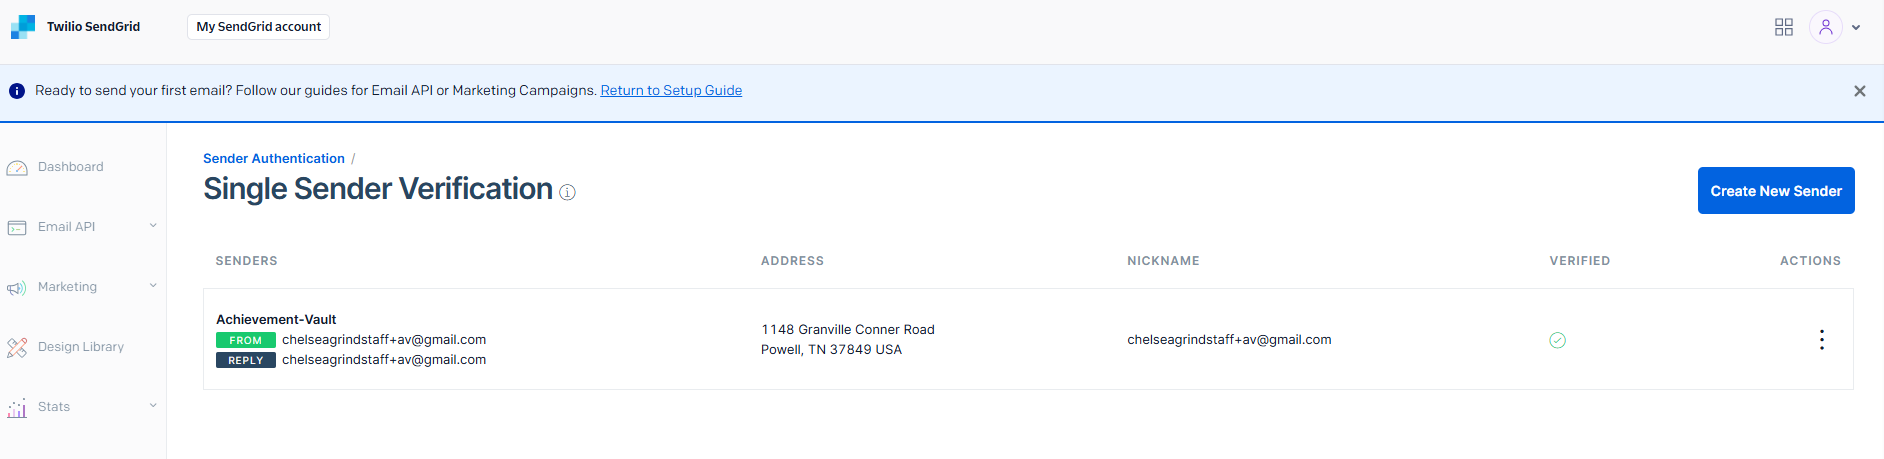 Twilio SendGrid
My SendGrid account
Ready to send your first email? Follow our guides for Email API or Marketing Campaigns. Return to Setup Guide
Dashboard
Email API
Marketing
Design Library
Stats
Sender Authentication /
Single Sender Verification
Create New Sender
SENDERS ADDRESS NICKNAME VERIFIED ACTIONS
Achievement-Vault
FROM chelseagrindstaff+av@gmail.com
REPLY chelseagrindstaff+av@gmail.com
1148 Granville Conner Road
Powell, TN 37849 USA
chelseagrindstaff+av@gmail.com